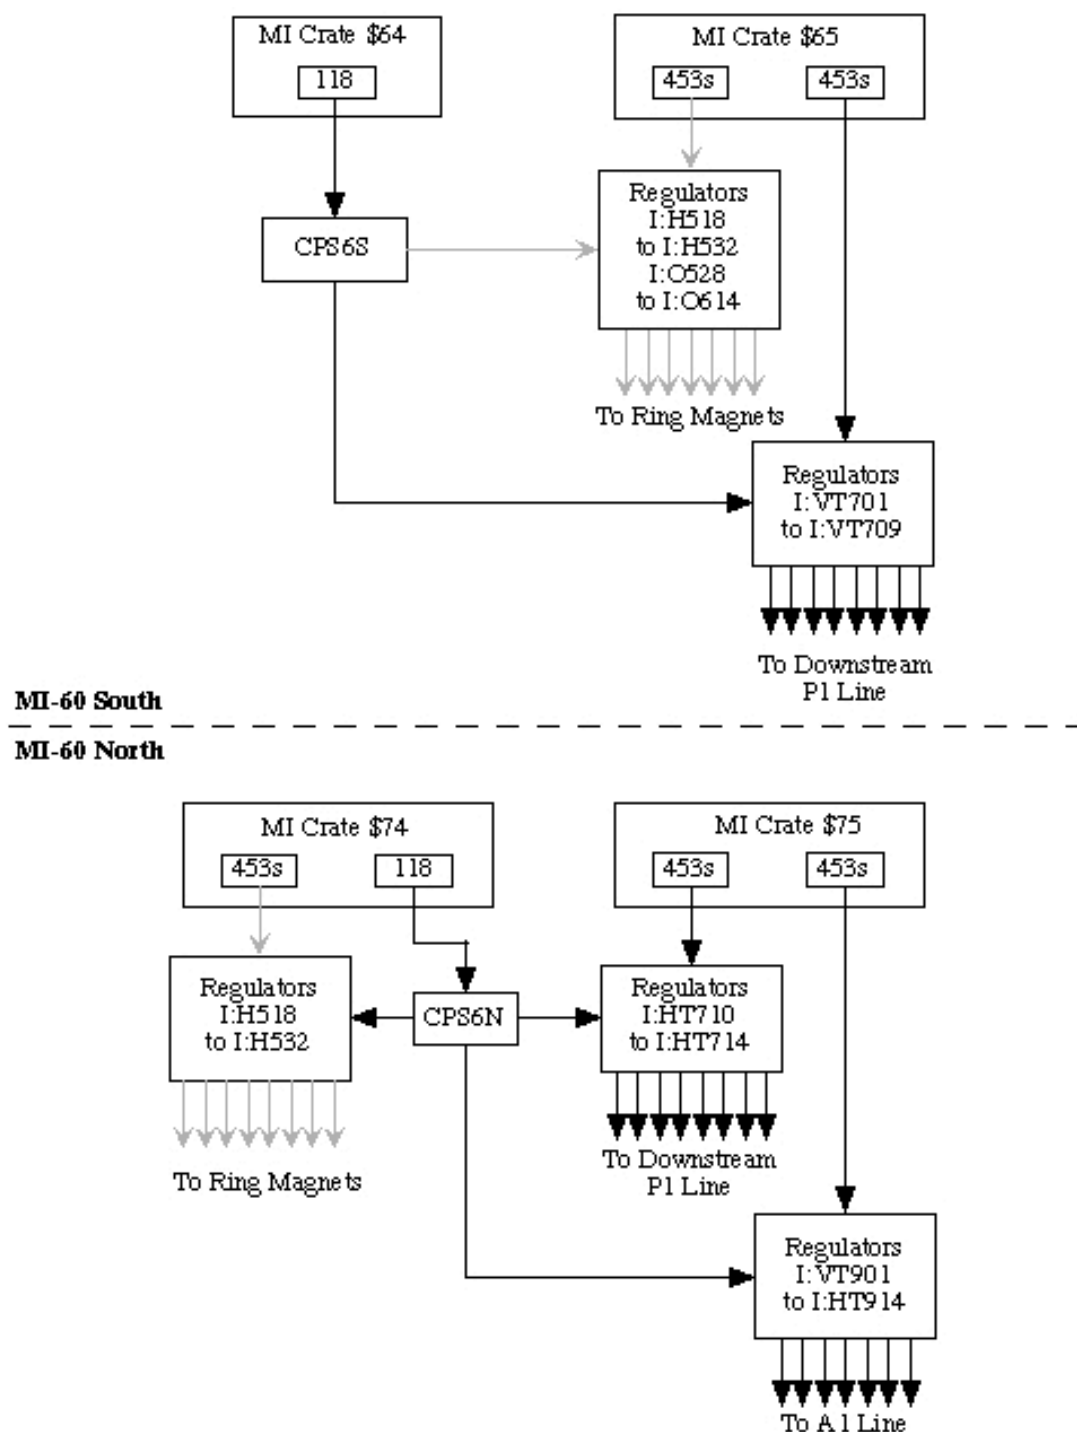 MI Crate $64
118
MI Crate $65
453s
453s
CPS6S
Regulators
I:H518
to I:H532
I:O528
to I:O614
To Ring Magnets
Regulators
I:VT701
to I:VT709
To Downstream
P1 Line
MI-60 South
MI-60 North
MI Crate $74
453s
118
MI Crate $75
453s
453s
Regulators
I:H518
to I:H532
CPS6N
Regulators
I:HT710
to I:HT714
To Ring Magnets
To Downstream
P1 Line
Regulators
I:VT901
to I:HT914
To A1 Line